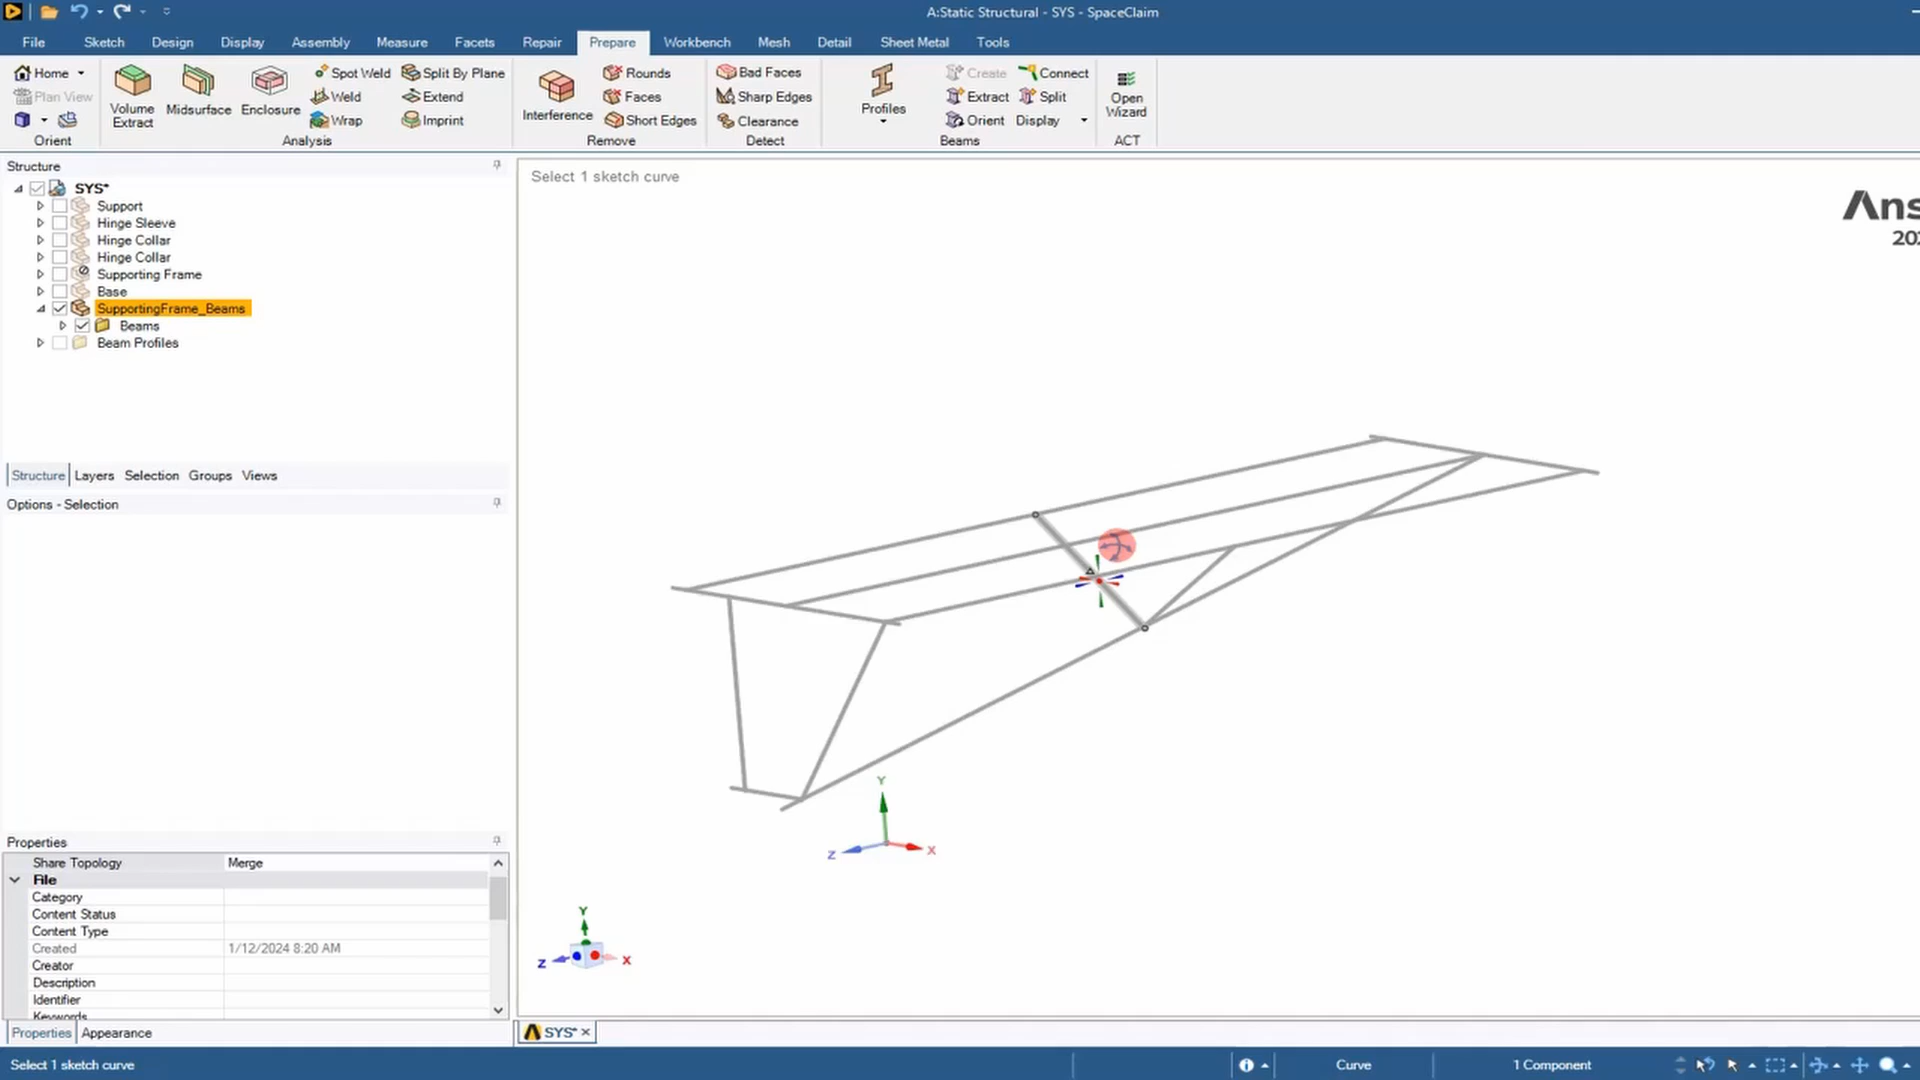 A:Static Structural - SYS - SpaceClaim
File Sketch Design Display Assembly Measure Facets Repair Prepare Workbench Mesh Detail Sheet Metal Tools
Home
Plan View
Orient
Volume Extract
Midsurface
Enclosure
Spot Weld
Weld
Wrap
Split By Plane
Extend
Imprint
Analysis
Interference
Rounds
Faces
Short Edges
Remove
Bad Faces
Sharp Edges
Clearance
Detect
Profiles
Create
Extract
Orient
Connect
Split
Display
Beams
Open Wizard
ACT
Structure
SYS*
Support
Hinge Sleeve
Hinge Collar
Hinge Collar
Supporting Frame
Base
SupportingFrame_Beams
Beams
Beam Profiles
Structure Layers Selection Groups Views
Options - Selection
Properties
Share Topology Merge
File
Category
Content Status
Content Type
Created 1/12/2024 8:20 AM
Creator
Description
Identifier
Keywords
Properties Appearance
Select 1 sketch curve
Ans
202
Y
Z
X
Y
Z
X
SYS*
Select 1 sketch curve
Curve
1 Component